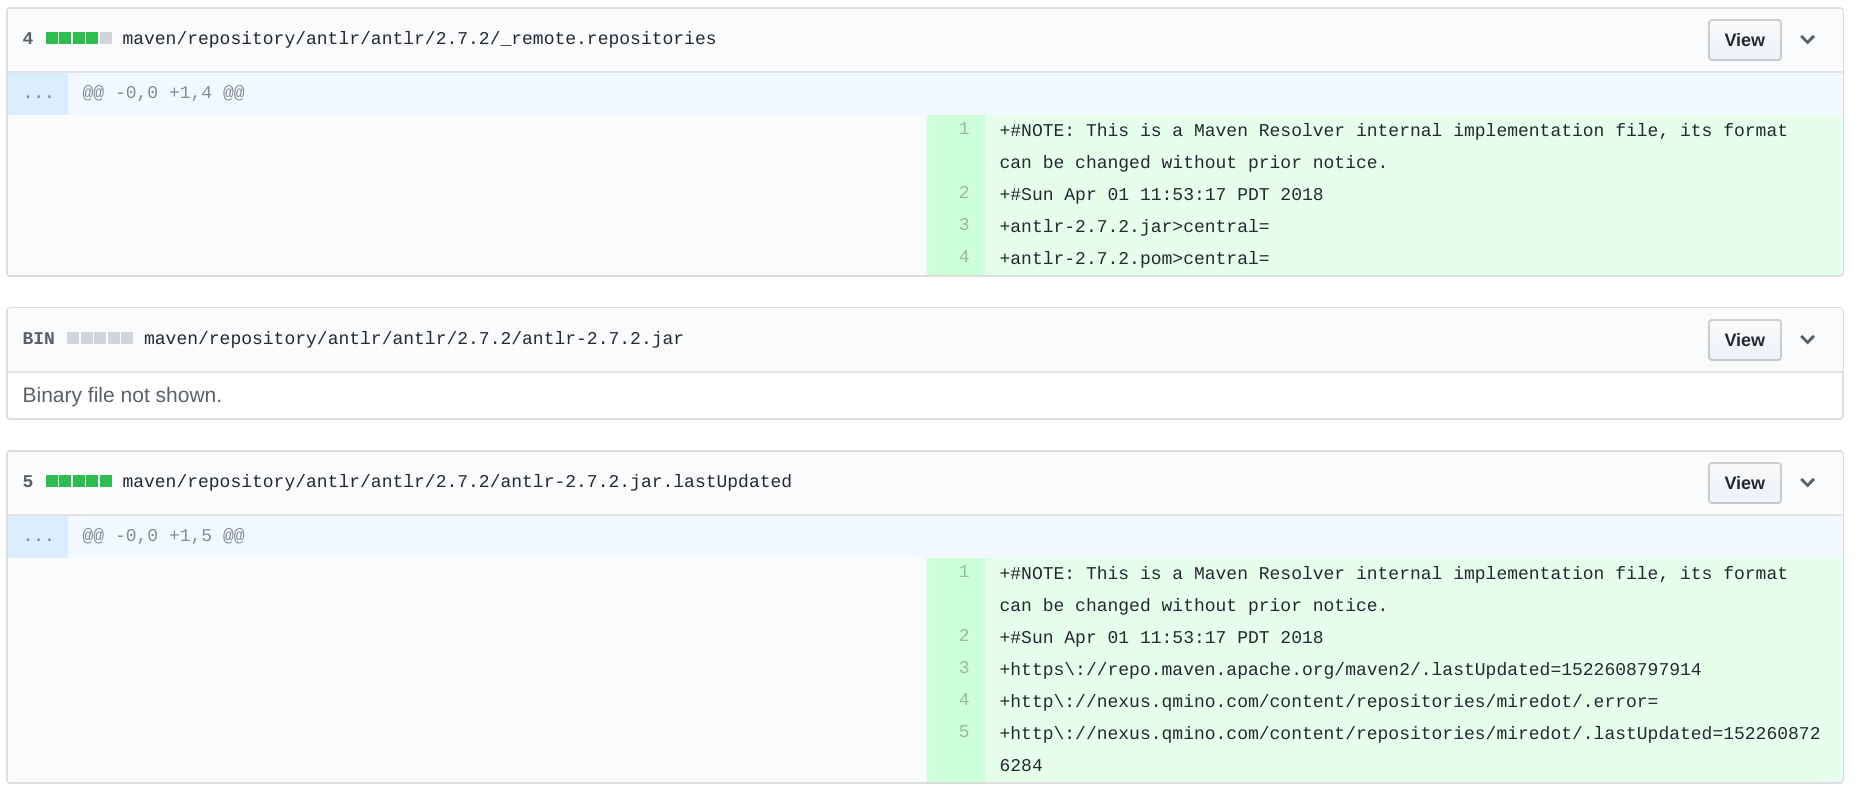 4 maven/repository/antlr/antlr/2.7.2/_remote.repositories View
... @@ -0,0 +1,4 @@
1 +#NOTE: This is a Maven Resolver internal implementation file, its format
can be changed without prior notice.
2 +#Sun Apr 01 11:53:17 PDT 2018
3 +antlr-2.7.2.jar>central=
4 +antlr-2.7.2.pom>central=
BIN maven/repository/antlr/antlr/2.7.2/antlr-2.7.2.jar View
Binary file not shown.
5 maven/repository/antlr/antlr/2.7.2/antlr-2.7.2.jar.lastUpdated View
... @@ -0,0 +1,5 @@
1 +#NOTE: This is a Maven Resolver internal implementation file, its format
can be changed without prior notice.
2 +#Sun Apr 01 11:53:17 PDT 2018
3 +https\://repo.maven.apache.org/maven2/.lastUpdated=1522608797914
4 +http\://nexus.qmino.com/content/repositories/miredot/.error=
5 +http\://nexus.qmino.com/content/repositories/miredot/.lastUpdated=152260872
6284